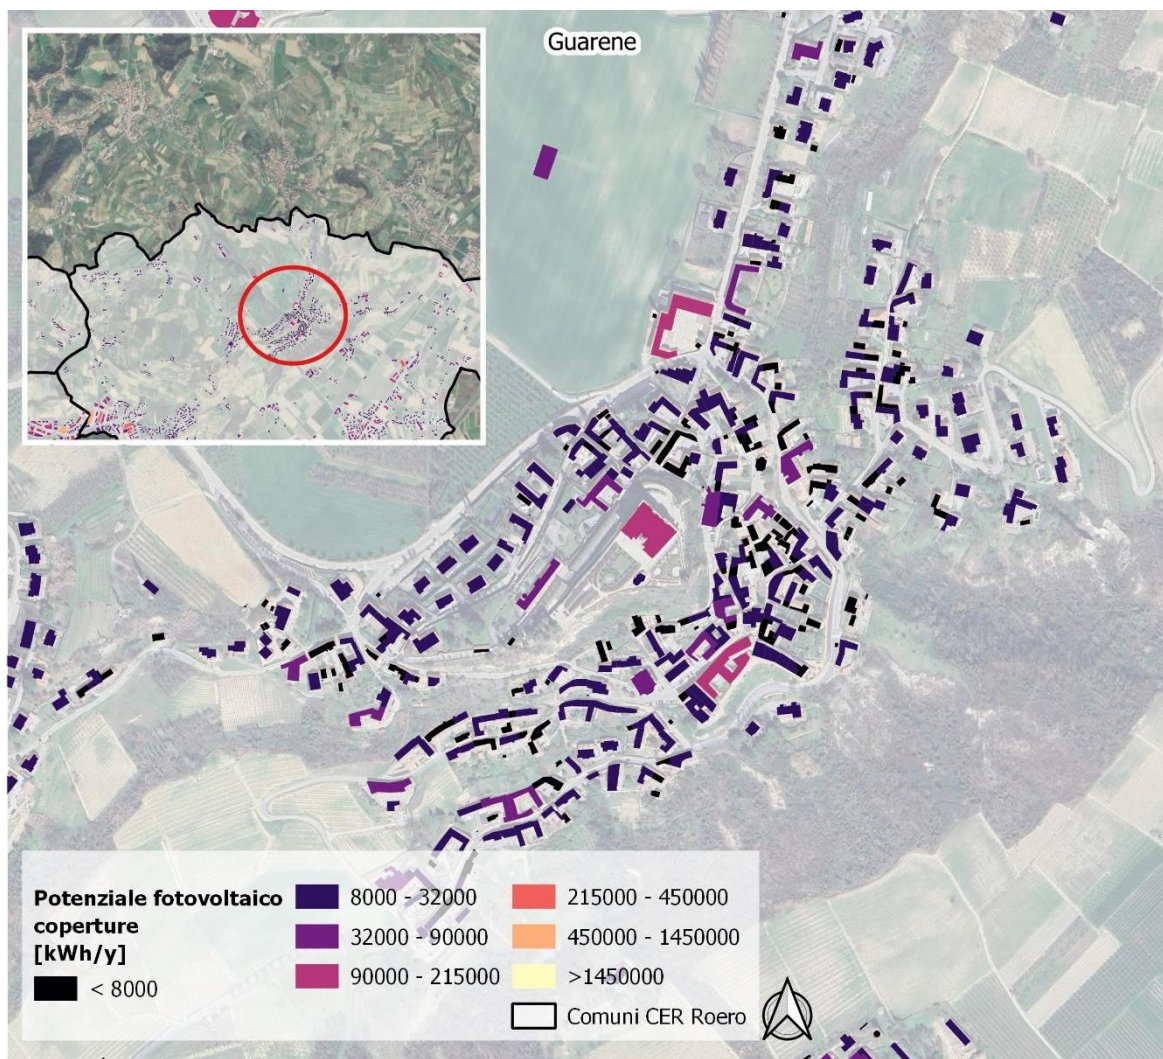 Guarene
Potenziale fotovoltaico
coperture
[kWh/y]
< 8000
8000 - 32000
32000 - 90000
90000 - 215000
215000 - 450000
450000 - 1450000
>1450000
Comuni CER Roero